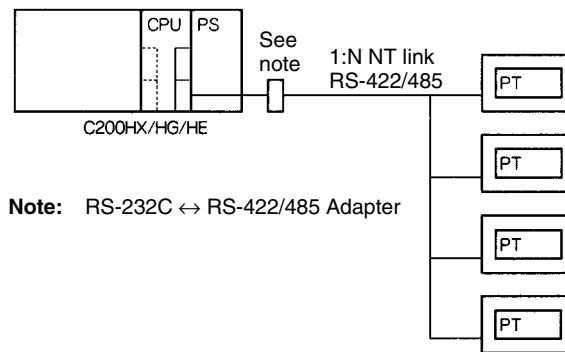 CPU PS
See
note
1:N NT link
RS-422/485
PT
C200HX/HG/HE
PT
Note: RS-232C ↔ RS-422/485 Adapter
PT
PT